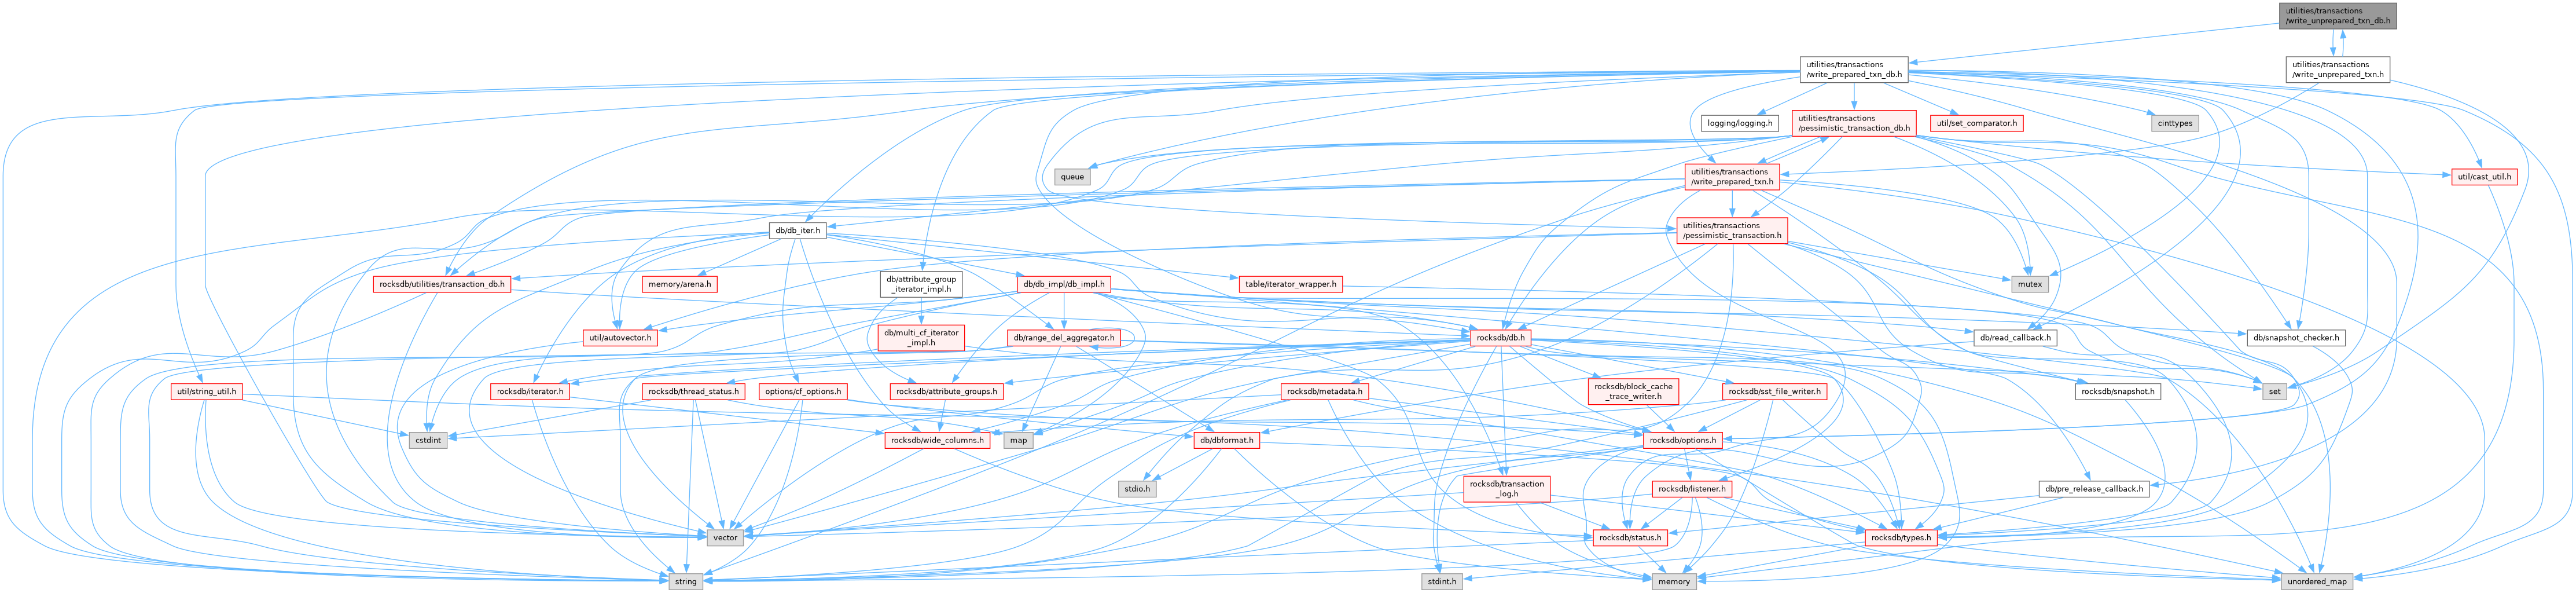 utilities/transactions
/write_unprepared_txn_db.h
utilities/transactions
/write_prepared_txn_db.h
utilities/transactions
/write_unprepared_txn.h
logging/logging.h
utilities/transactions
/pessimistic_transaction_db.h
util/set_comparator.h
cinttypes
queue
utilities/transactions
/write_prepared_txn.h
util/cast_util.h
db/db_iter.h
utilities/transactions
/pessimistic_transaction.h
rocksdb/utilities/transaction_db.h
memory/arena.h
db/attribute_group
_iterator_impl.h
db/db_impl/db_impl.h
table/iterator_wrapper.h
mutex
util/autovector.h
db/multi_cf_iterator
_impl.h
db/range_del_aggregator.h
rocksdb/db.h
db/read_callback.h
db/snapshot_checker.h
util/string_util.h
rocksdb/iterator.h
rocksdb/thread_status.h
options/cf_options.h
rocksdb/attribute_groups.h
rocksdb/metadata.h
rocksdb/block_cache
_trace_writer.h
rocksdb/sst_file_writer.h
rocksdb/snapshot.h
set
cstdint
rocksdb/wide_columns.h
map
db/dbformat.h
rocksdb/options.h
stdio.h
rocksdb/transaction
_log.h
rocksdb/listener.h
db/pre_release_callback.h
vector
rocksdb/status.h
rocksdb/types.h
string
stdint.h
memory
unordered_map